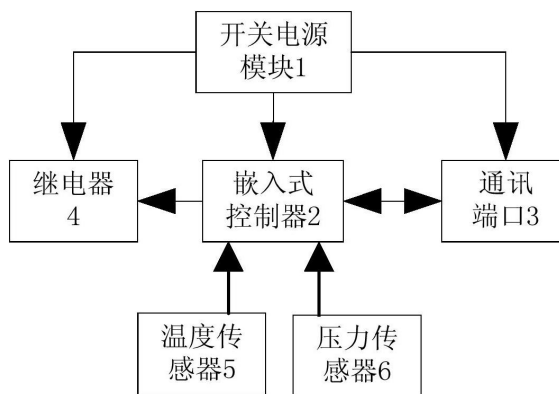 开关电源
模块1
继电器
4
嵌入式
控制器2
通讯
端口3
温度传
感器5
压力传
感器6